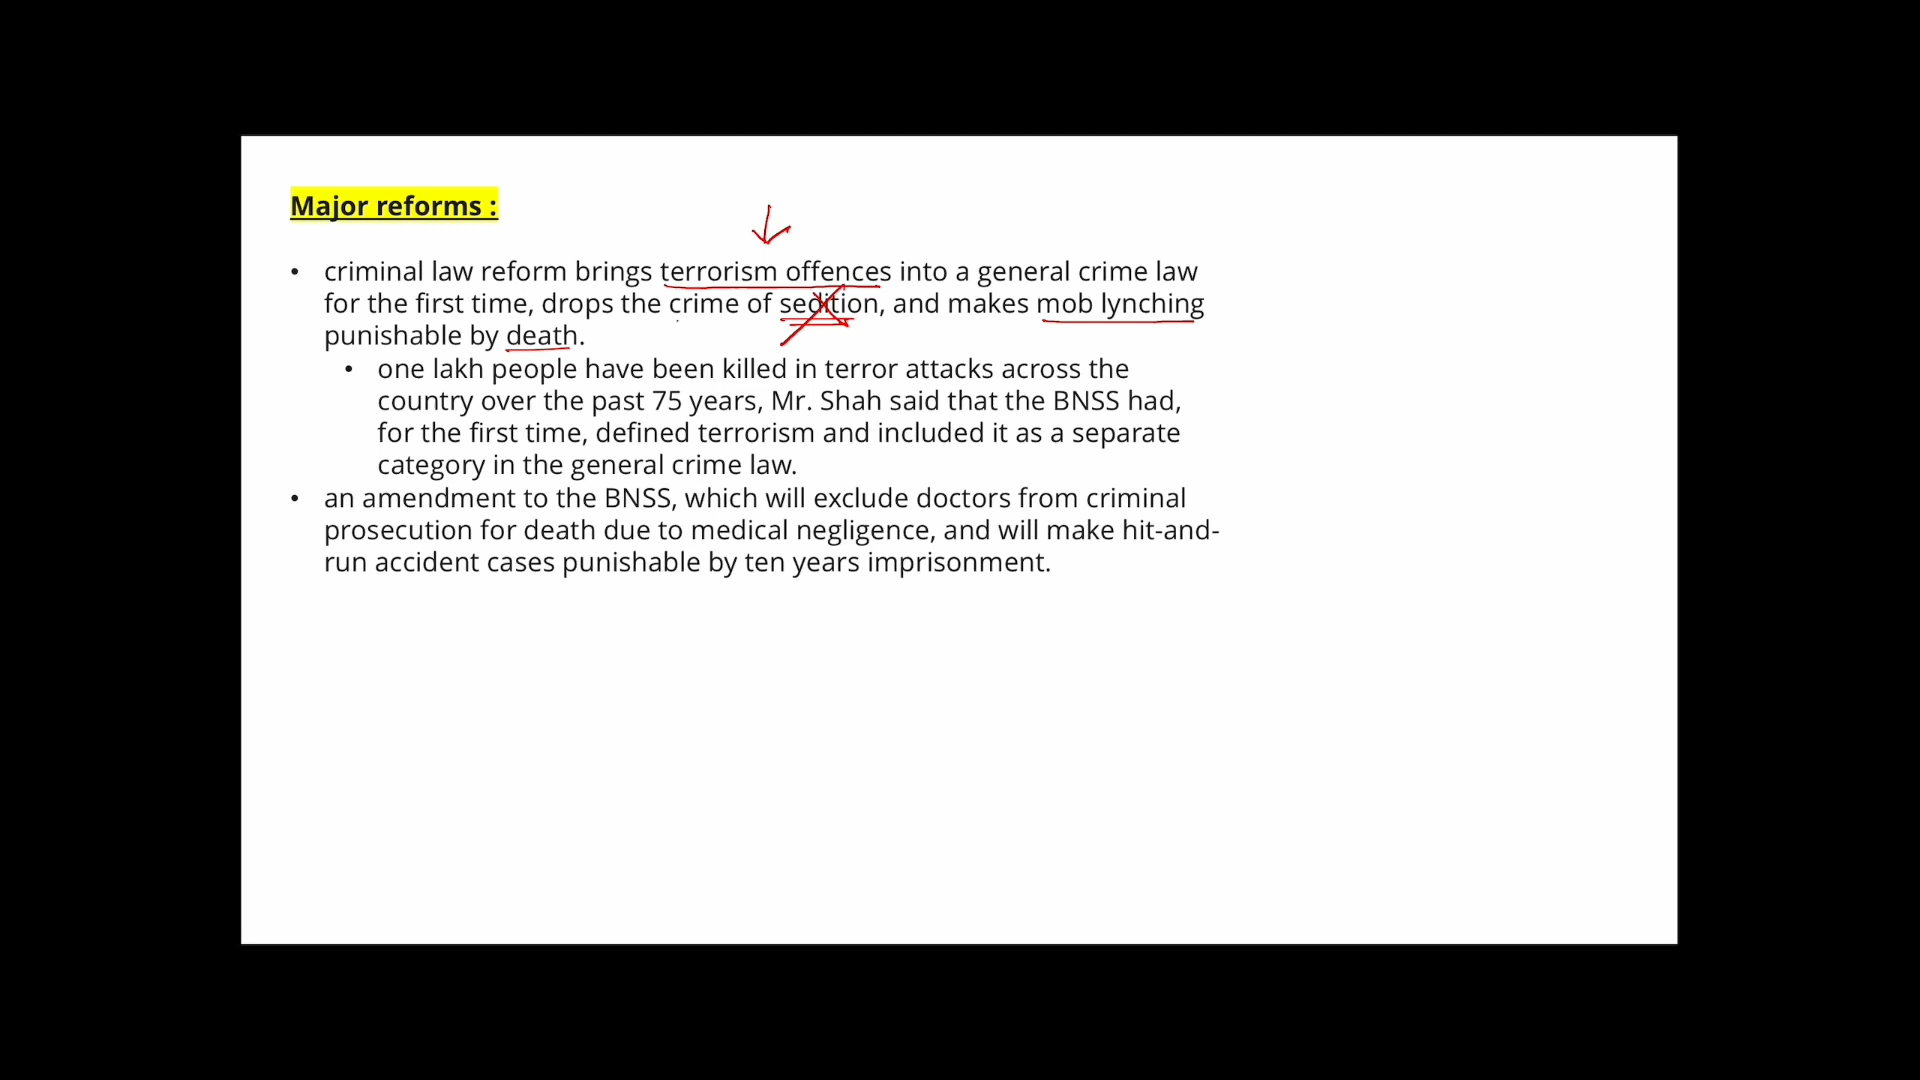 Major reforms :
• criminal law reform brings terrorism offences into a general crime law
for the first time, drops the crime of sedition, and makes mob lynching
punishable by death.
• one lakh people have been killed in terror attacks across the
country over the past 75 years, Mr. Shah said that the BNSS had,
for the first time, defined terrorism and included it as a separate
category in the general crime law.
• an amendment to the BNSS, which will exclude doctors from criminal
prosecution for death due to medical negligence, and will make hit-and-
run accident cases punishable by ten years imprisonment.